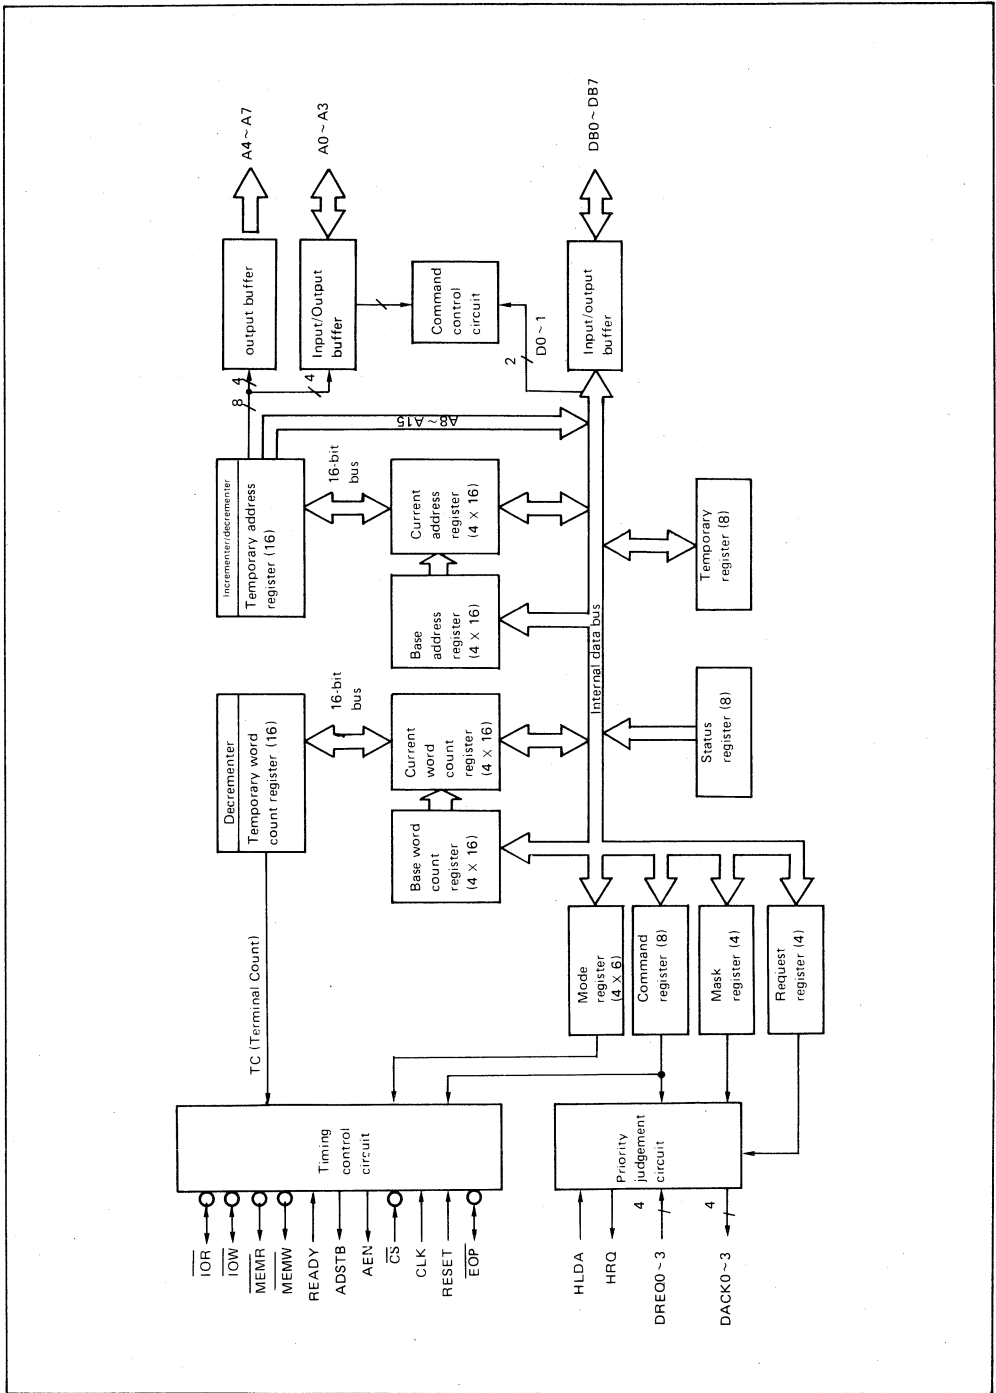 IOR
IOW
MEMR
MEMW
READY
ADSTB
AEN
CS
CLK
RESET
EOP
Timing
control
circuit
TC (Terminal Count)
HLDA
HRQ
4
DREQ0 ~ 3
4
DACK0 ~ 3
Priority
judgement
circuit
Mode
register
(4 X 6)
Command
register (8)
Mask
register (4)
Request
register (4)
Decrementer
Temporary word
count register (16)
16-bit
bus
Base word
count
register
(4 X 16)
Current
word
count
register
(4 X 16)
Status
register (8)
Incrementer/decrementer
Temporary address
register (16)
16-bit
bus
Base
address
register
(4 X 16)
Current
address
register
(4 X 16)
Internal data bus
Temporary
register (8)
A8 ~ A15
8
4
4
output buffer
A4 ~ A7
Input/Output
buffer
A0 ~ A3
Command
control
circuit
2
D0 ~ 1
Input/output
buffer
DB0 ~ DB7